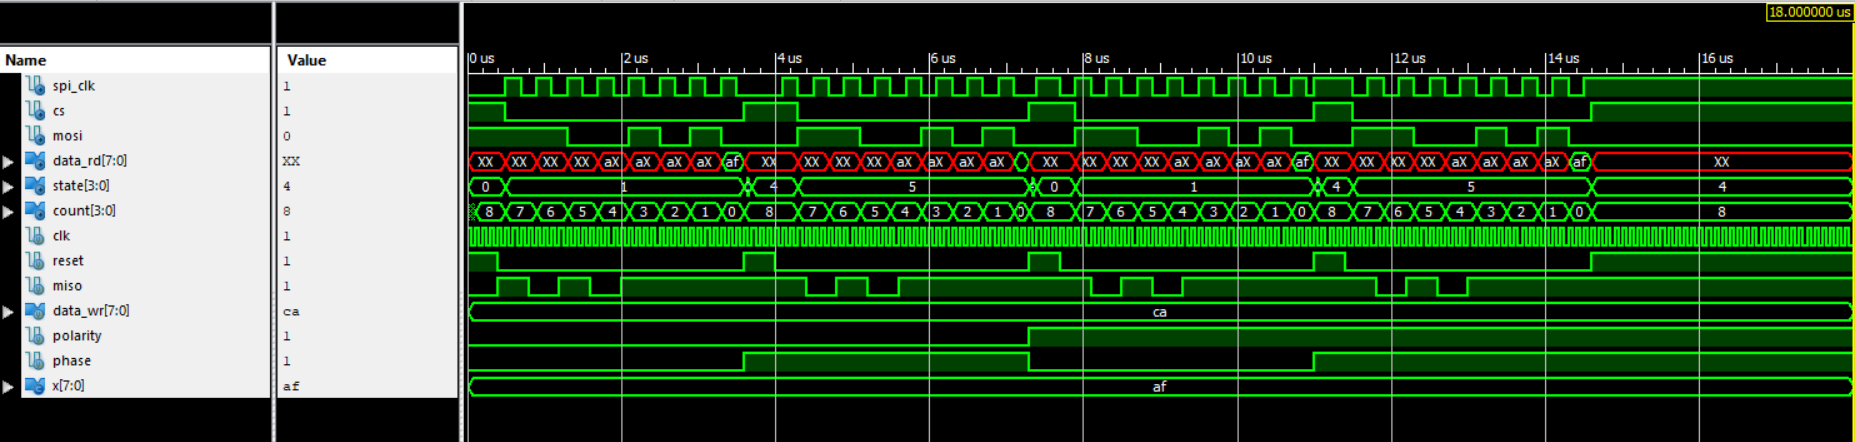 18.000000 us
Name Value
0 us 2 us 4 us 6 us 8 us 10 us 12 us 14 us 16 us
spi_clk 1
cs 1
mosi 0
data_rd[7:0] XX XX XX XX XX aX aX aX aX af XX XX XX XX aX aX aX aX XX XX XX XX XX aX aX aX aX af XX XX XX XX aX aX aX aX af XX
state[3:0] 4 0 1 4 5 0 1 4 5 4
count[3:0] 8 8 7 6 5 4 3 2 1 0 8 7 6 5 4 3 2 1 0 8 7 6 5 4 3 2 1 0 8 7 6 5 4 3 2 1 0 8
clk 1
reset 1
miso 1
data_wr[7:0] ca ca
polarity 1
phase 1
x[7:0] af af